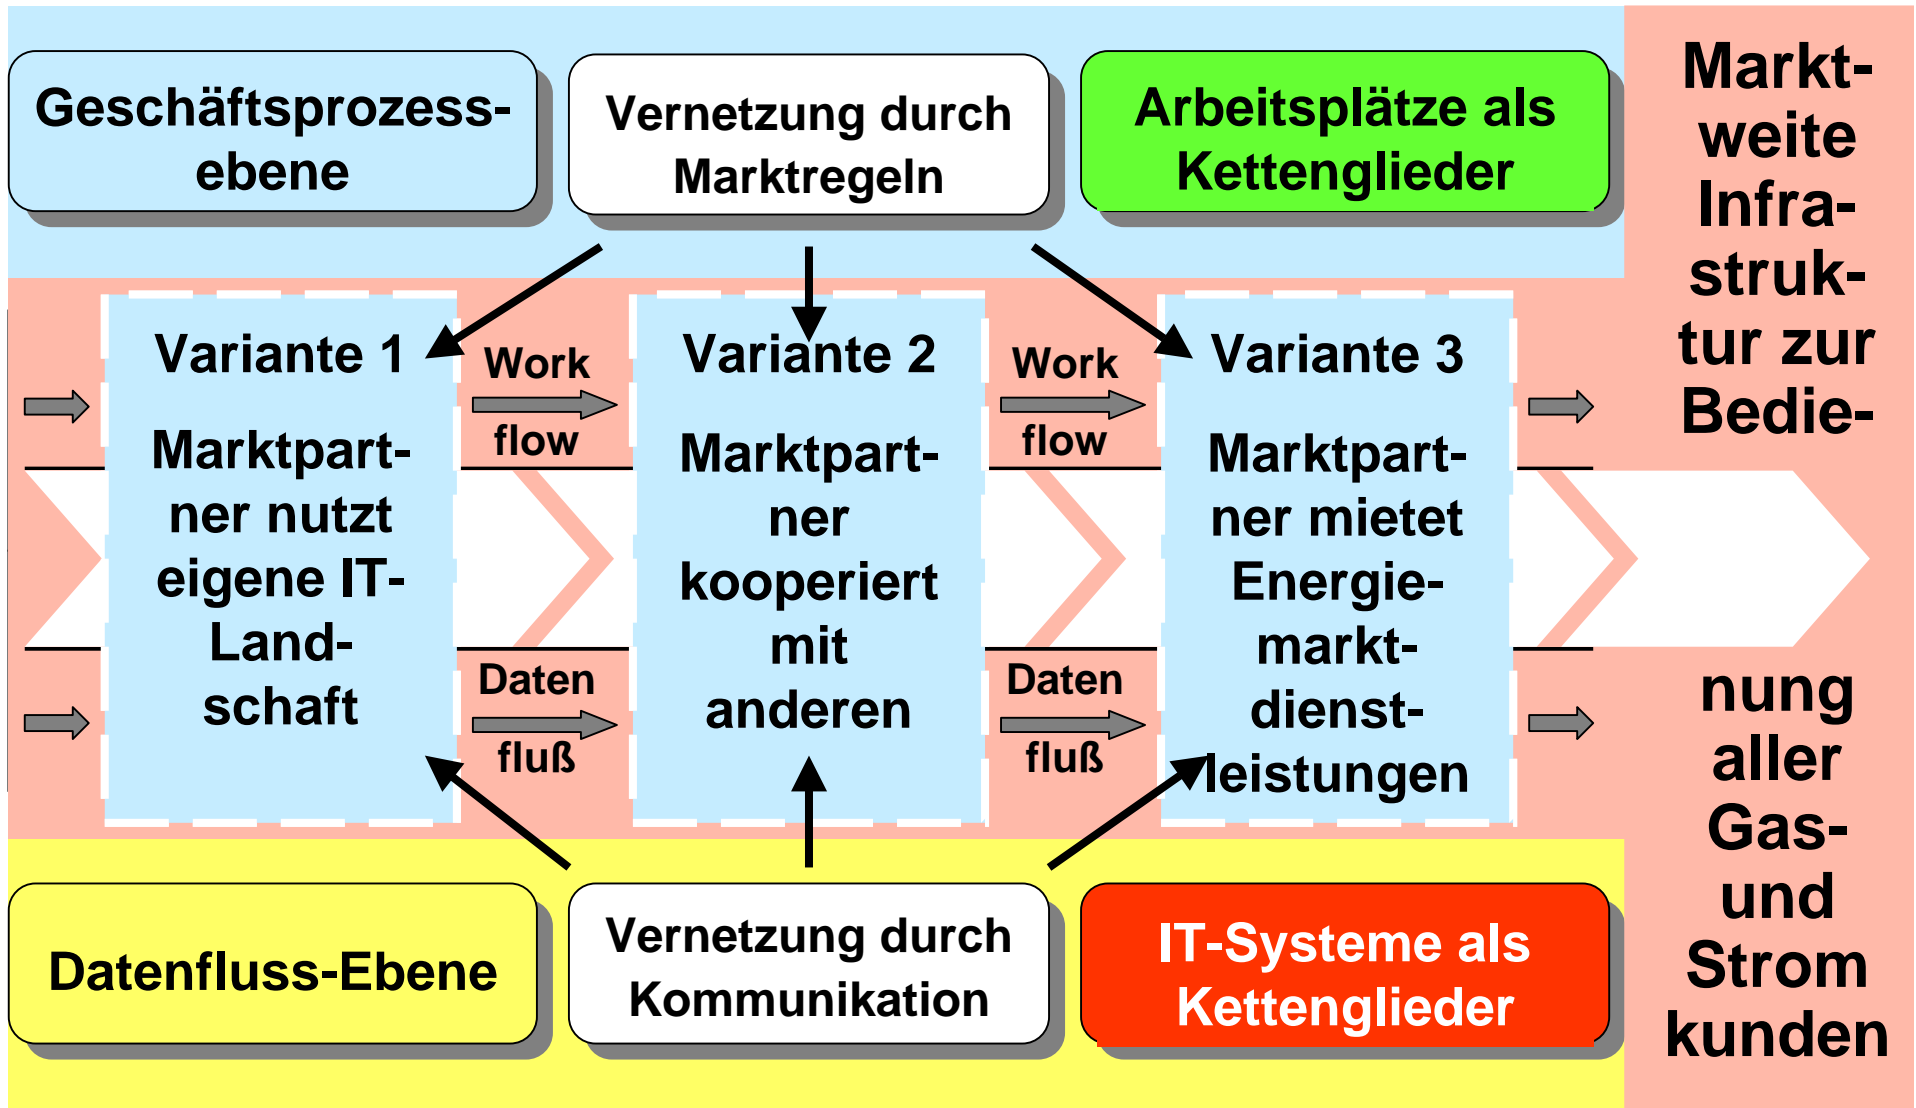 Geschäftsprozess-
ebene
Vernetzung durch
Marktregeln
Arbeitsplätze als
Kettenglieder
Variante 1
Marktpart-
ner nutzt
eigene IT-
Land-
schaft
Work
flow
Daten
fluß
Variante 2
Marktpart-
ner
kooperiert
mit
anderen
Work
flow
Daten
fluß
Variante 3
Marktpart-
ner mietet
Energie-
markt-
dienst-
leistungen
Datenfluss-Ebene
Vernetzung durch
Kommunikation
IT-Systeme als
Kettenglieder
Markt-
weite
Infra-
struk-
tur zur
Bedie-
nung
aller
Gas-
und
Strom
kunden